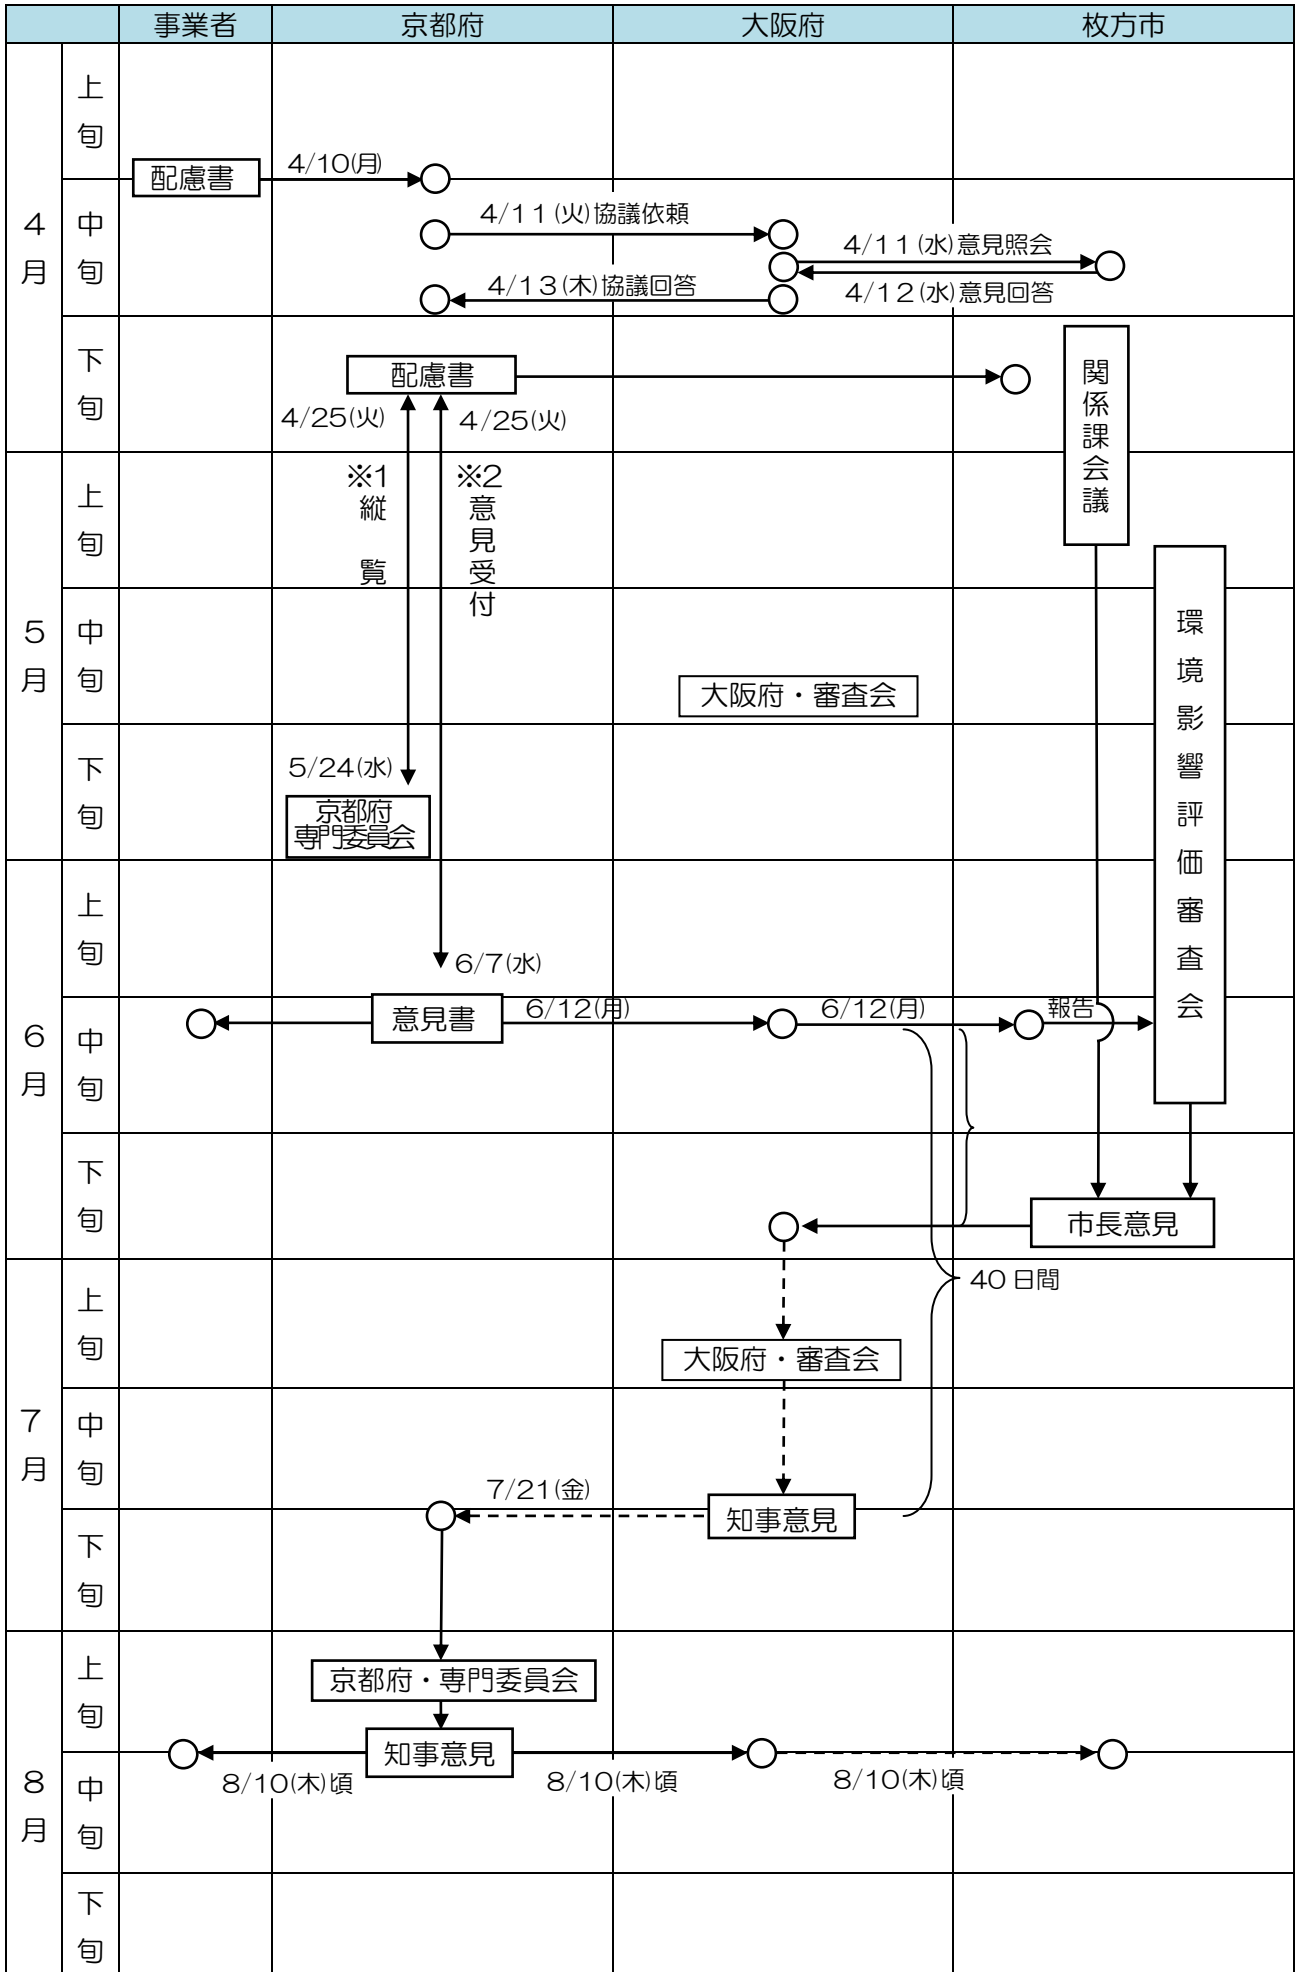 事業者 京都府 大阪府 枚方市
4月
上旬
配慮書 4/10(月)
中旬
4/11(火)協議依頼
4/11(水)意見照会
4/13(木)協議回答
4/12(水)意見回答
下旬
配慮書
4/25(火) 4/25(火)
関係課会議
5月
上旬
※1
縦覧
※2
意見受付
環境影響評価審査会
中旬
大阪府・審査会
下旬
5/24(水)
京都府
専門委員会
6月
上旬
6/7(水)
中旬
意見書 6/12(月) 6/12(月) 報告
下旬
市長意見
7月
上旬
40日間
大阪府・審査会
中旬
7/21(金)
知事意見
下旬
8月
上旬
京都府・専門委員会
知事意見
中旬
8/10(木)頃 8/10(木)頃 8/10(木)頃
下旬